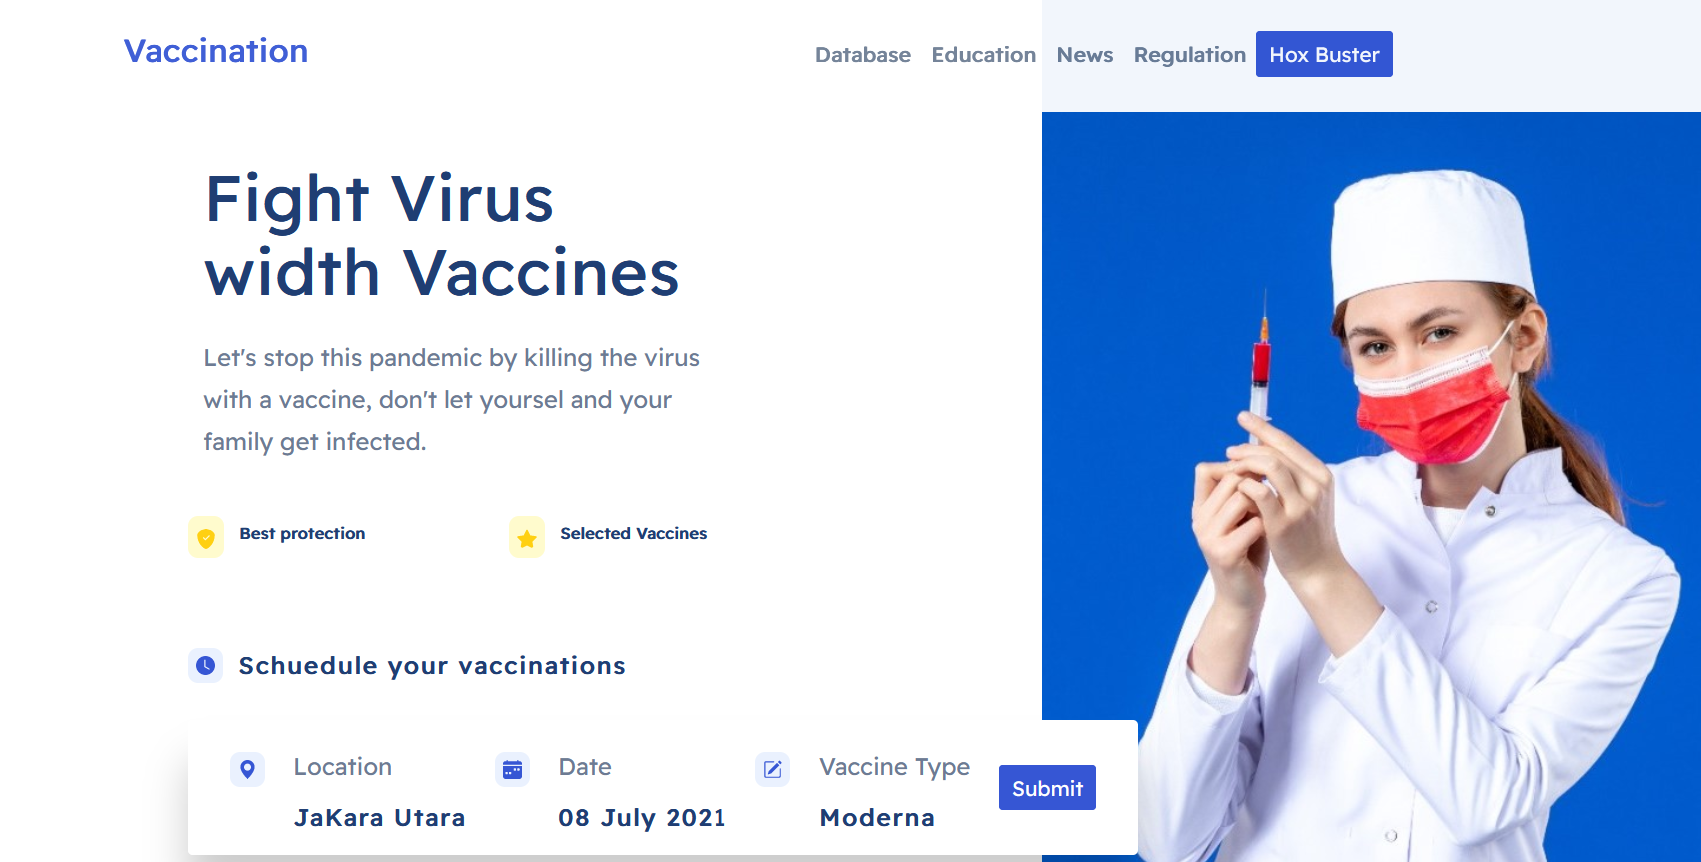 Vaccination
Database Education News Regulation Hox Buster
Fight Virus
width Vaccines
Let's stop this pandemic by killing the virus
with a vaccine, don't let yoursel and your
family get infected.
Best protection Selected Vaccines
Schuedule your vaccinations
Location Date Vaccine Type
Submit
JaKara Utara 08 July 2021 Moderna